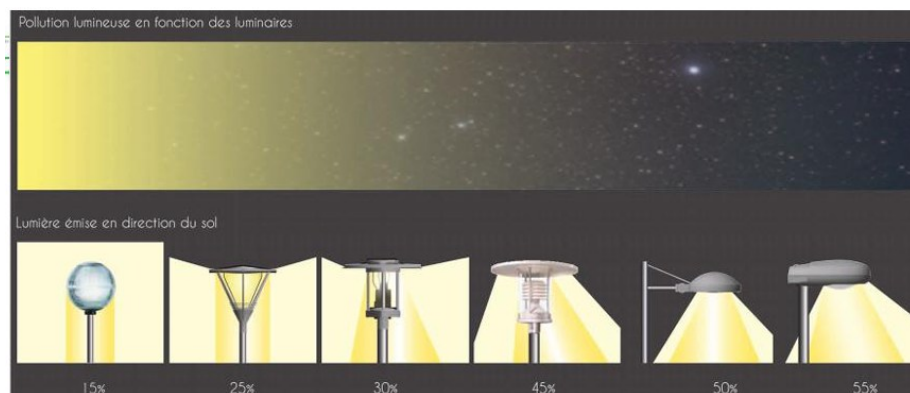 Pollution lumineuse en fonction des luminaires
Lumière émise en direction du sol
15% 25% 30% 45% 50% 55%